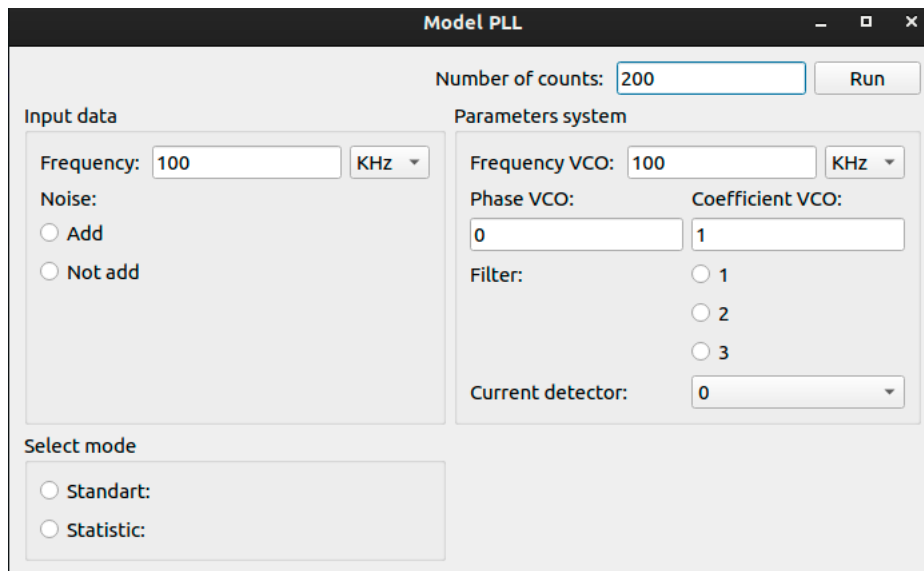 Model PLL
Number of counts: 200 Run
Input data
Frequency: 100 KHz
Noise:
Add
Not add
Parameters system
Frequency VCO: 100 KHz
Phase VCO: Coefficient VCO:
0 1
Filter: 1
2
3
Current detector: 0
Select mode
Standart:
Statistic: